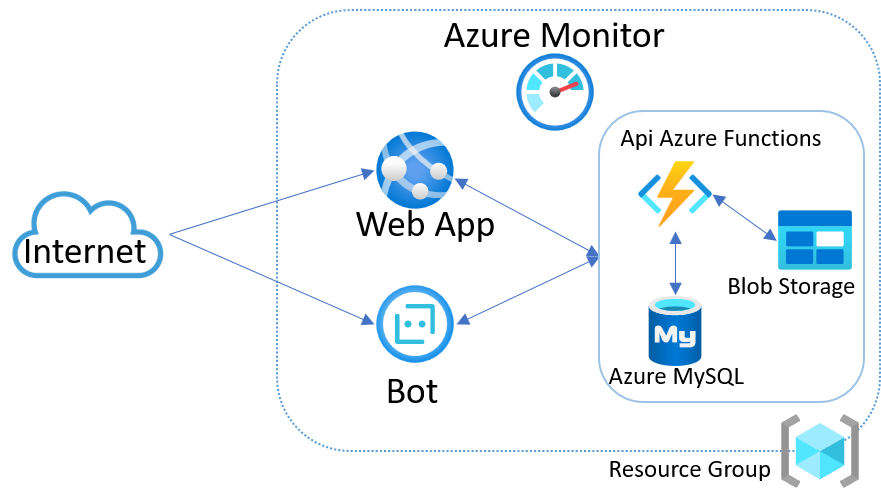 Azure Monitor
Api Azure Functions
Web App
Internet
Blob Storage
My
Azure MySQL
Bot
Resource Group